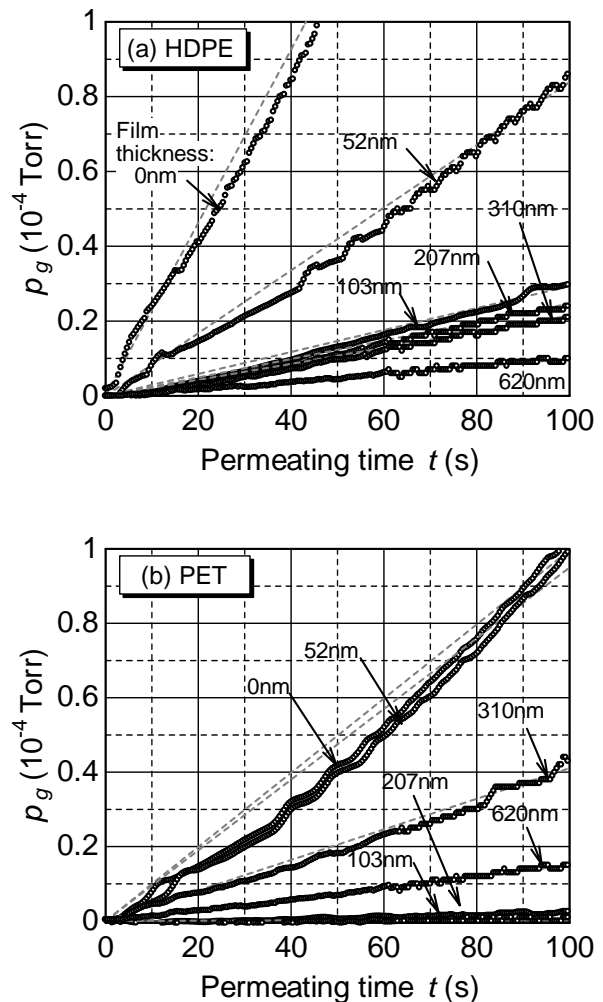 (a) HDPE
1
0.8
0.6
0.4
0.2
0
p_g (10^-4 Torr)
Film
thickness:
0nm
52nm
310nm
207nm
103nm
620nm
0 20 40 60 80 100
Permeating time t (s)
(b) PET
1
0.8
0.6
0.4
0.2
0
p_g (10^-4 Torr)
52nm
0nm
310nm
207nm
620nm
103nm
0 20 40 60 80 100
Permeating time t (s)